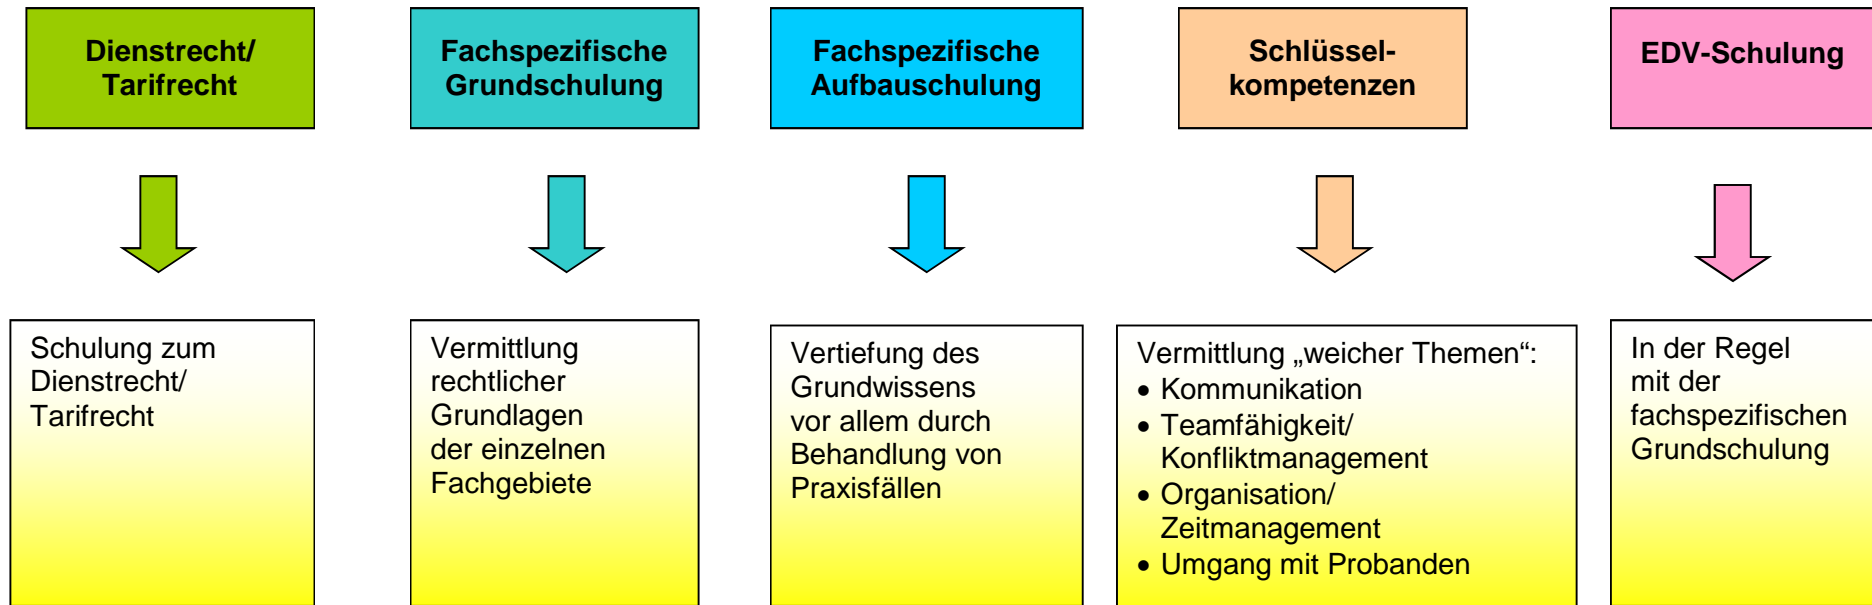 Dienstrecht/
Tarifrecht
Fachspezifische
Grundschulung
Fachspezifische
Aufbauschulung
Schlüssel-
kompetenzen
EDV-Schulung
Schulung zum
Dienstrecht/
Tarifrecht
Vermittlung
rechtlicher
Grundlagen
der einzelnen
Fachgebiete
Vertiefung des
Grundwissens
vor allem durch
Behandlung von
Praxisfällen
Vermittlung „weicher Themen“:
• Kommunikation
• Teamfähigkeit/
Konfliktmanagement
• Organisation/
Zeitmanagement
• Umgang mit Probanden
In der Regel
mit der
fachspezifischen
Grundschulung